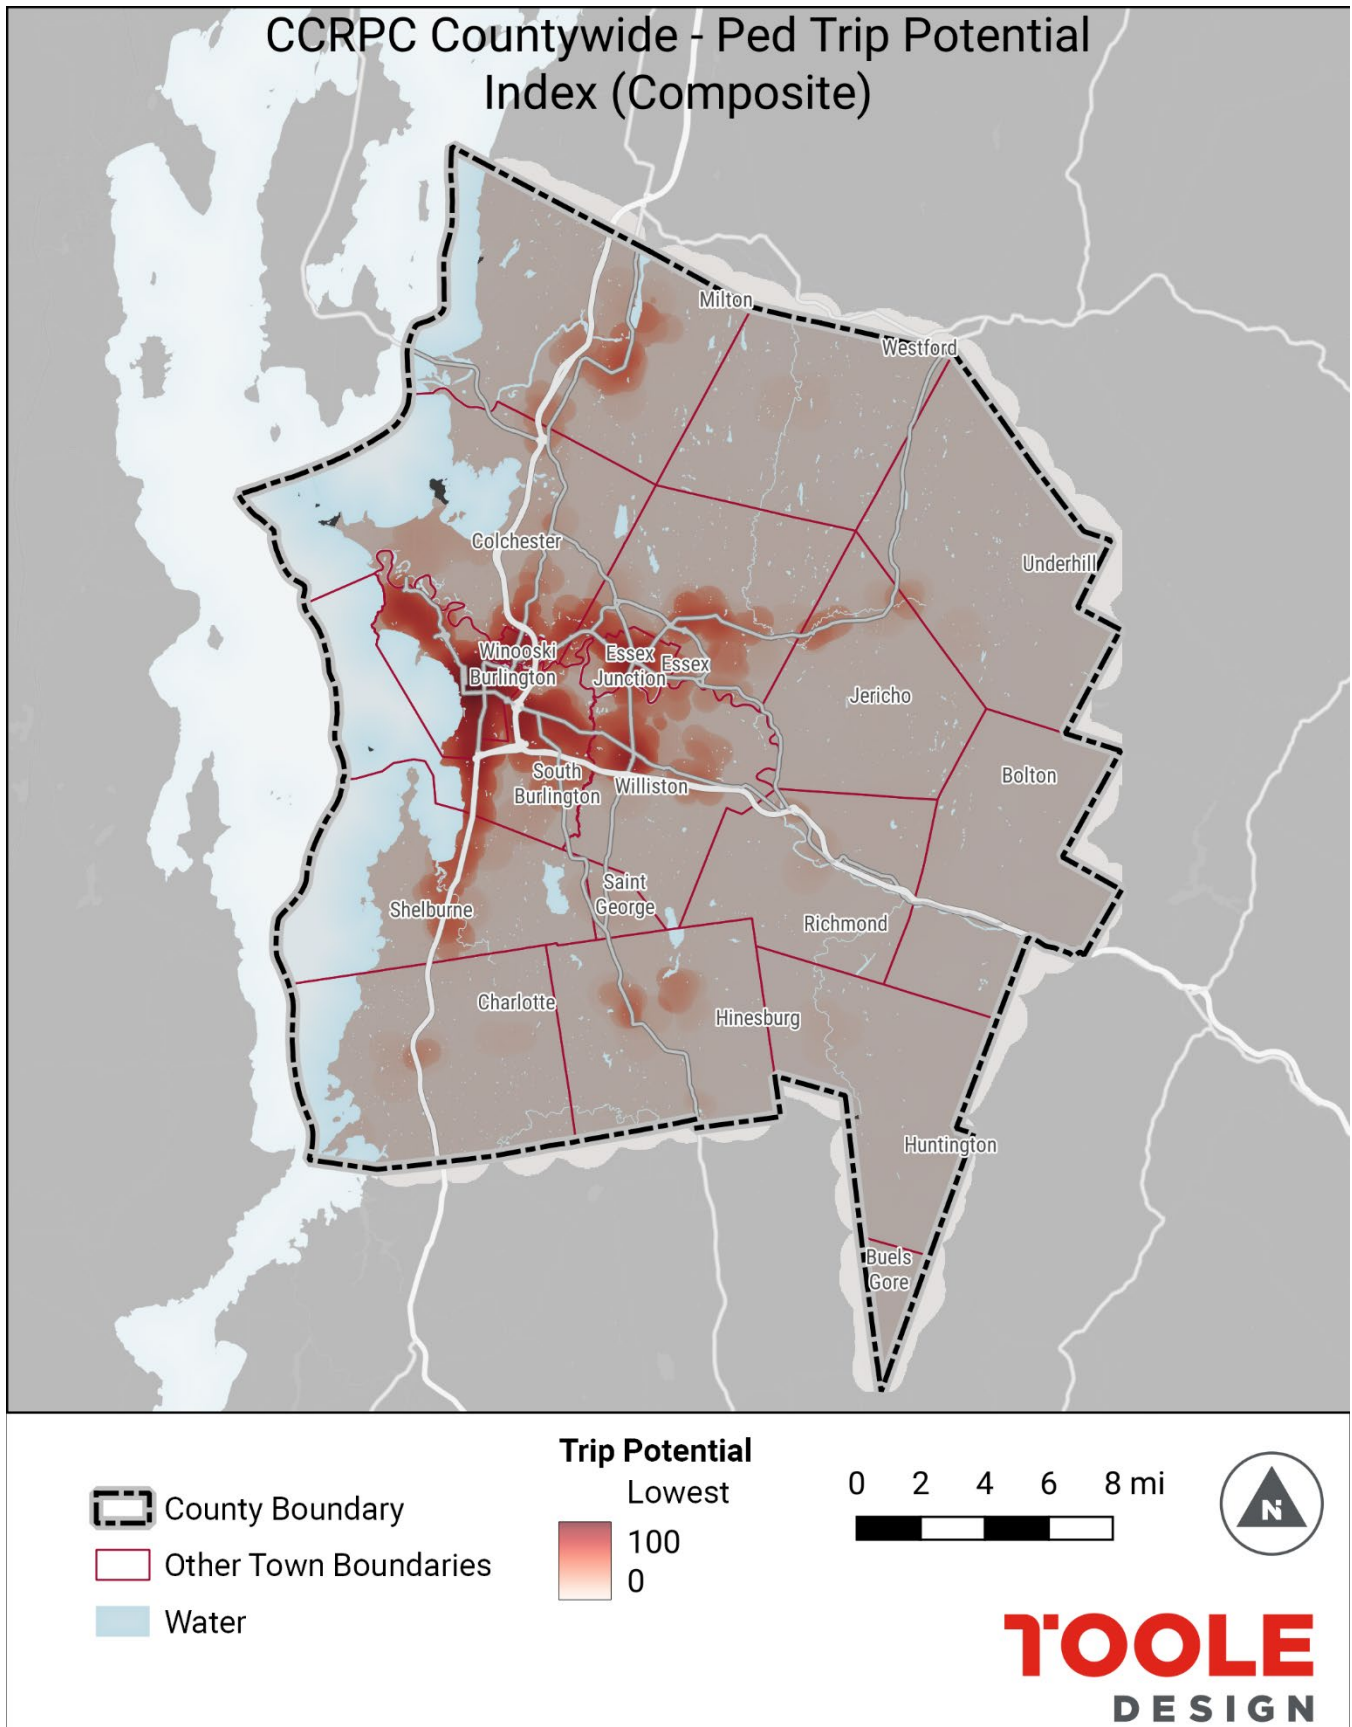 CCRPC Countywide - Ped Trip Potential
Index (Composite)
Milton
Westford
Colchester
Underhill
Winooski
Burlington
Essex
Junction
Essex
Jericho
Bolton
South
Burlington
Williston
Saint
George
Shelburne
Richmond
Charlotte
Hinesburg
Huntington
Buels
Gore
County Boundary
Other Town Boundaries
Water
Trip Potential
Lowest
100
0
0 2 4 6 8 mi
N
TOOLE
DESIGN